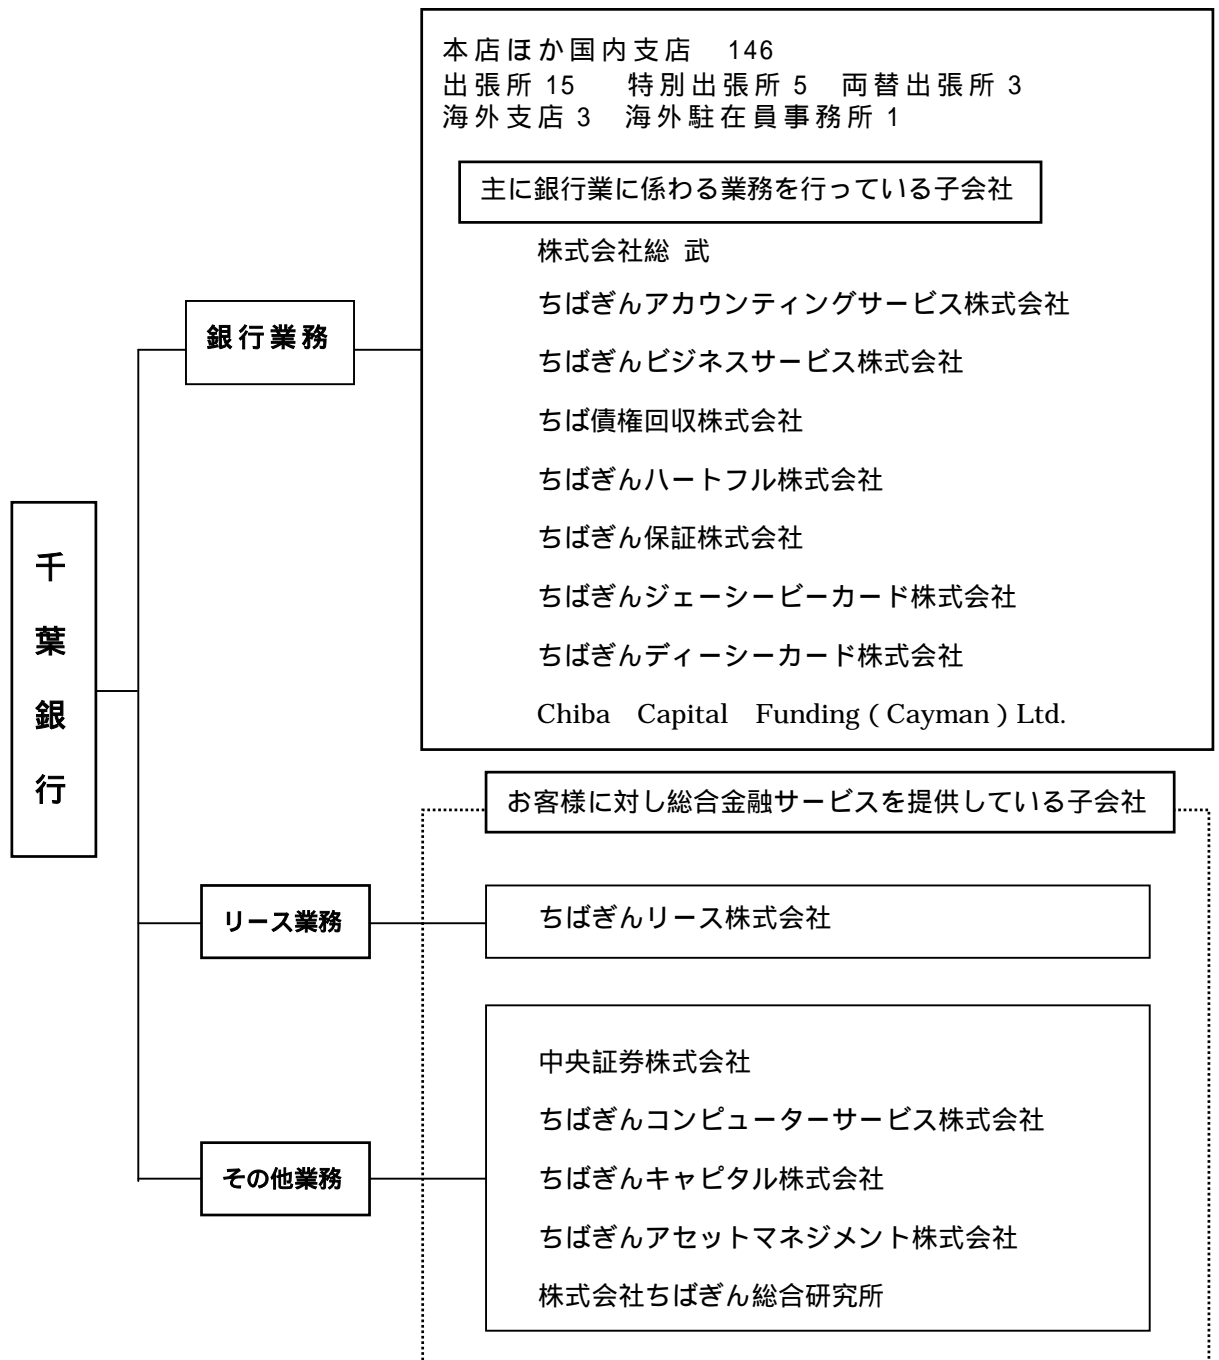 本店ほか国内支店 146
出張所 15 特別出張所 5 両替出張所 3
海外支店 3 海外駐在員事務所 1
主に銀行業に係わる業務を行っている子会社
株式会社総 武
ちばぎんアカウンティングサービス株式会社
銀行業務
ちばぎんビジネスサービス株式会社
ちば債権回収株式会社
ちばぎんハートフル株式会社
ちばぎん保証株式会社
ちばぎんジェーシービーカード株式会社
ちばぎんディーシーカード株式会社
Chiba Capital Funding ( Cayman ) Ltd.
千葉銀行
お客様に対し総合金融サービスを提供している子会社
リース業務
ちばぎんリース株式会社
中央証券株式会社
ちばぎんコンピューターサービス株式会社
その他業務
ちばぎんキャピタル株式会社
ちばぎんアセットマネジメント株式会社
株式会社ちばぎん総合研究所